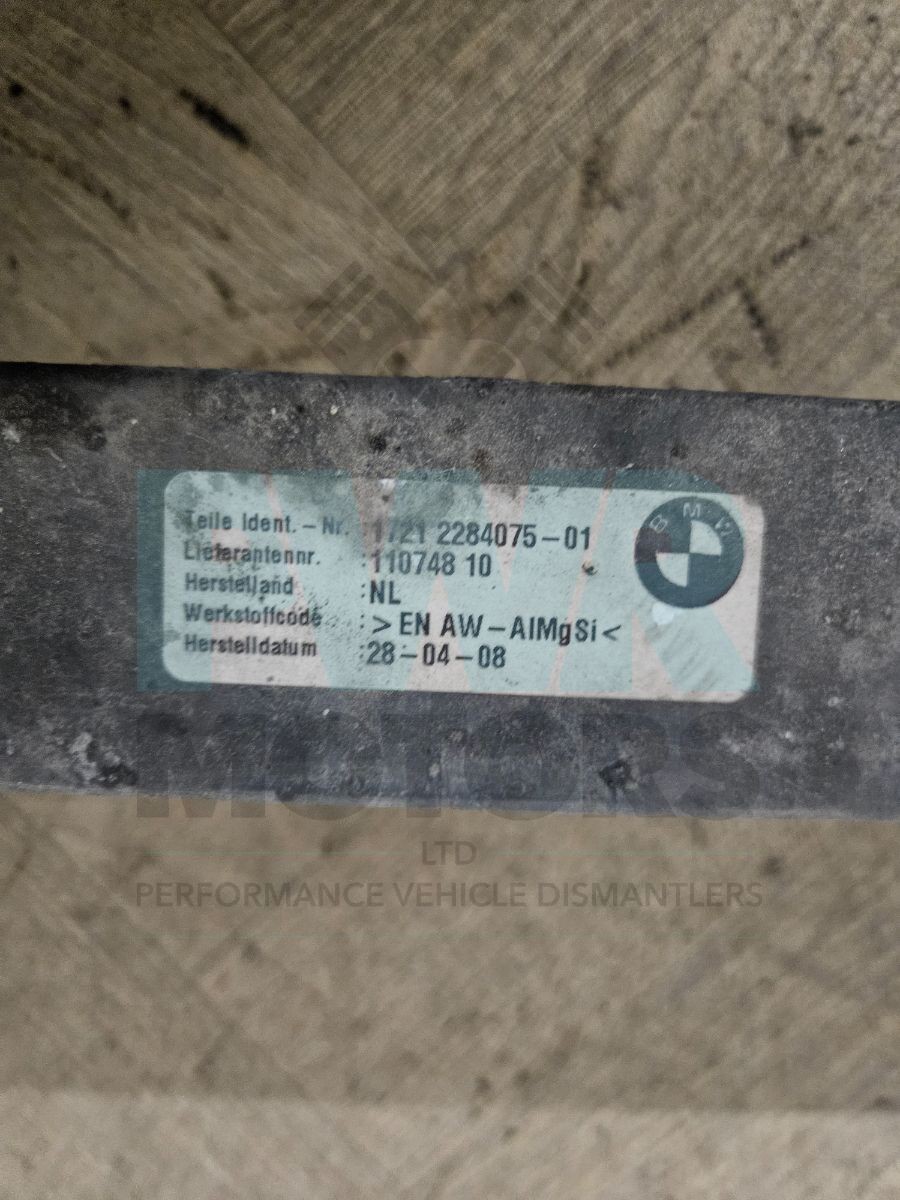 Teile Ident.-Nr. :1721 2284075-01
Lieferantennr. :110748 10
Herstelland :NL
Werkstoffcode :>EN AW-AlMgSi<
Herstelldatum :28-04-08
BMW
MOTORS
LTD
PERFORMANCE VEHICLE DISMANTLERS